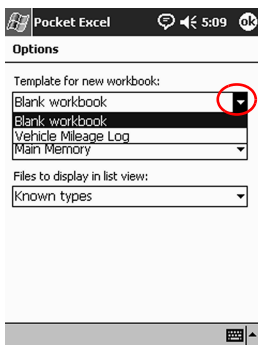 Pocket Excel 5:09 ok
Options
Template for new workbook:
Blank workbook
Blank workbook
Vehicle Mileage Log
Main Memory
Files to display in list view:
Known types